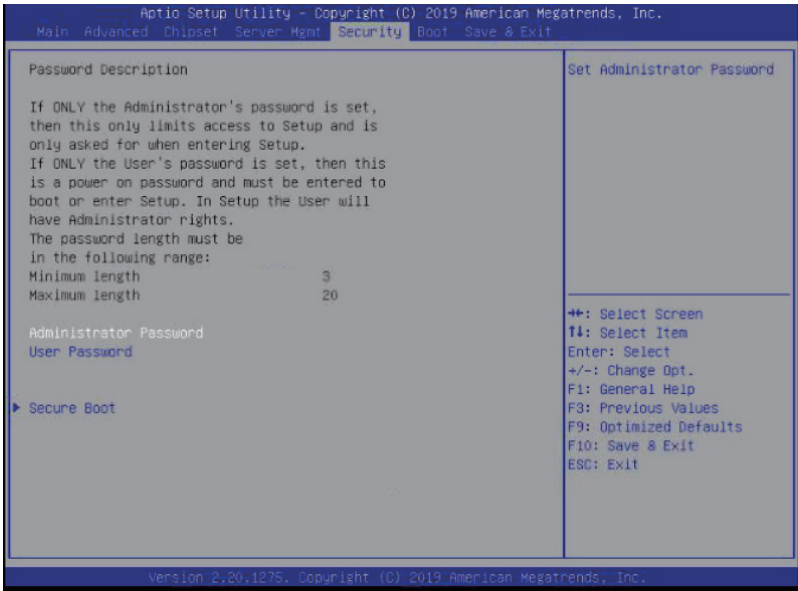 Aptio Setup Utility - Copyright (C) 2019 American Megatrends, Inc.
Main Advanced Chipset Server Mgmt Security Boot Save & Exit
Password Description
If ONLY the Administrator's password is set,
then this only limits access to Setup and is
only asked for when entering Setup.
If ONLY the User's password is set, then this
is a power on password and must be entered to
boot or enter Setup. In Setup the User will
have Administrator rights.
The password length must be
in the following range:
Minimum length 3
Maximum length 20
Administrator Password
User Password
Secure Boot
Set Administrator Password
→←: Select Screen
↑↓: Select Item
Enter: Select
+/-: Change Opt.
F1: General Help
F3: Previous Values
F9: Optimized Defaults
F10: Save & Exit
ESC: Exit
Version 2.20.1275. Copyright (C) 2019 American Megatrends, Inc.